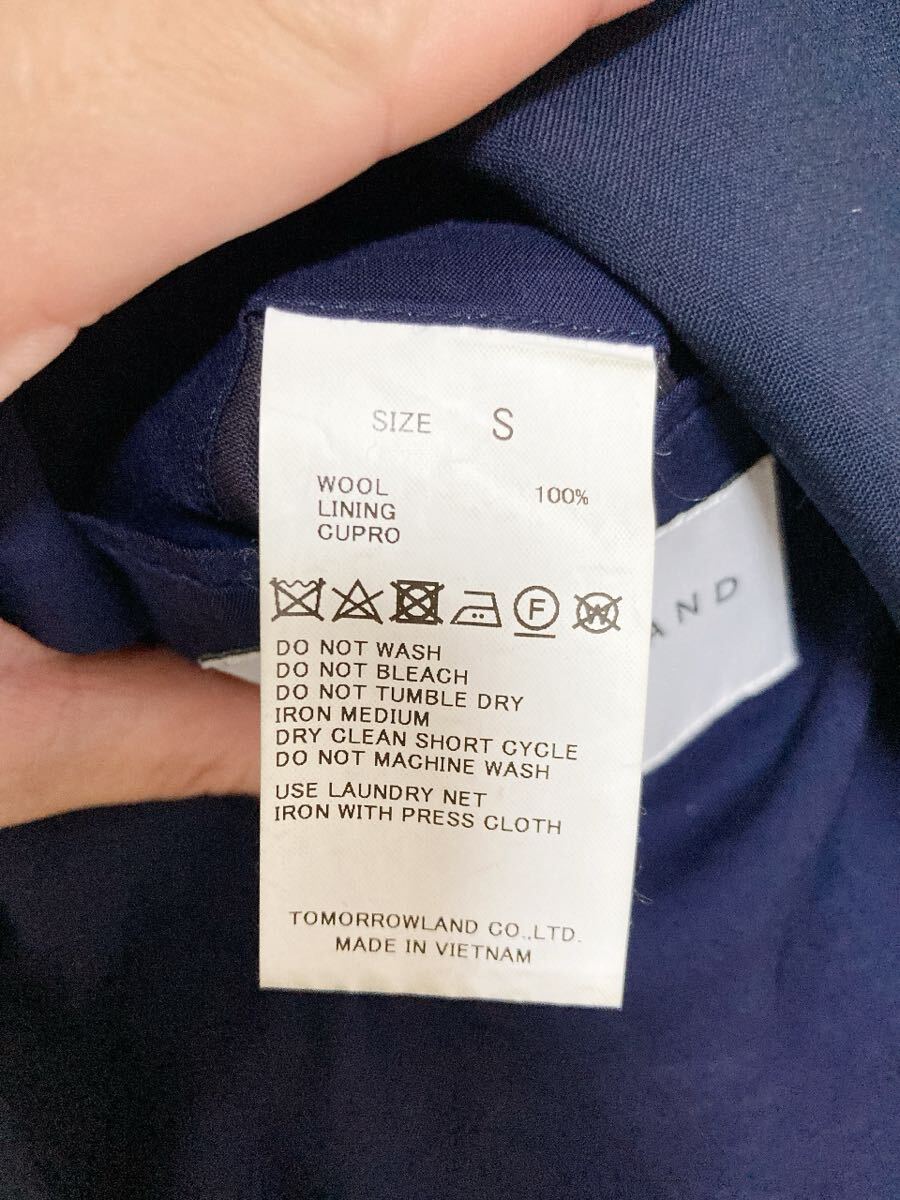 SIZE S
WOOL 100%
LINING
CUPRO
F
W
DO NOT WASH
DO NOT BLEACH
DO NOT TUMBLE DRY
IRON MEDIUM
DRY CLEAN SHORT CYCLE
DO NOT MACHINE WASH
USE LAUNDRY NET
IRON WITH PRESS CLOTH
TOMORROWLAND CO.,LTD.
MADE IN VIETNAM
AND